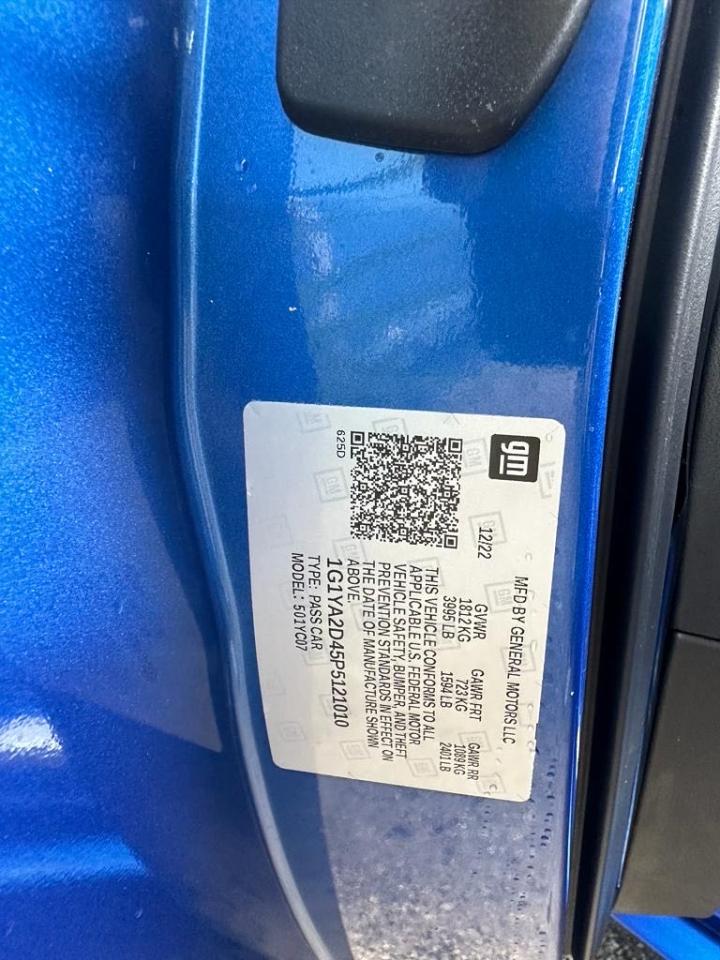 gm
MFD BY GENERAL MOTORS LLC
12/22
GVWR GAWR FRT GAWR RR
1812 KG 723 KG 1089 KG
3995 LB 1594 LB 2401 LB
THIS VEHICLE CONFORMS TO ALL
APPLICABLE U.S. FEDERAL MOTOR
VEHICLE SAFETY, BUMPER, AND THEFT
PREVENTION STANDARDS IN EFFECT ON
THE DATE OF MANUFACTURE SHOWN
ABOVE.
625D
1G1YA2D45P5121010
TYPE: PASS CAR
MODEL: 501YC07